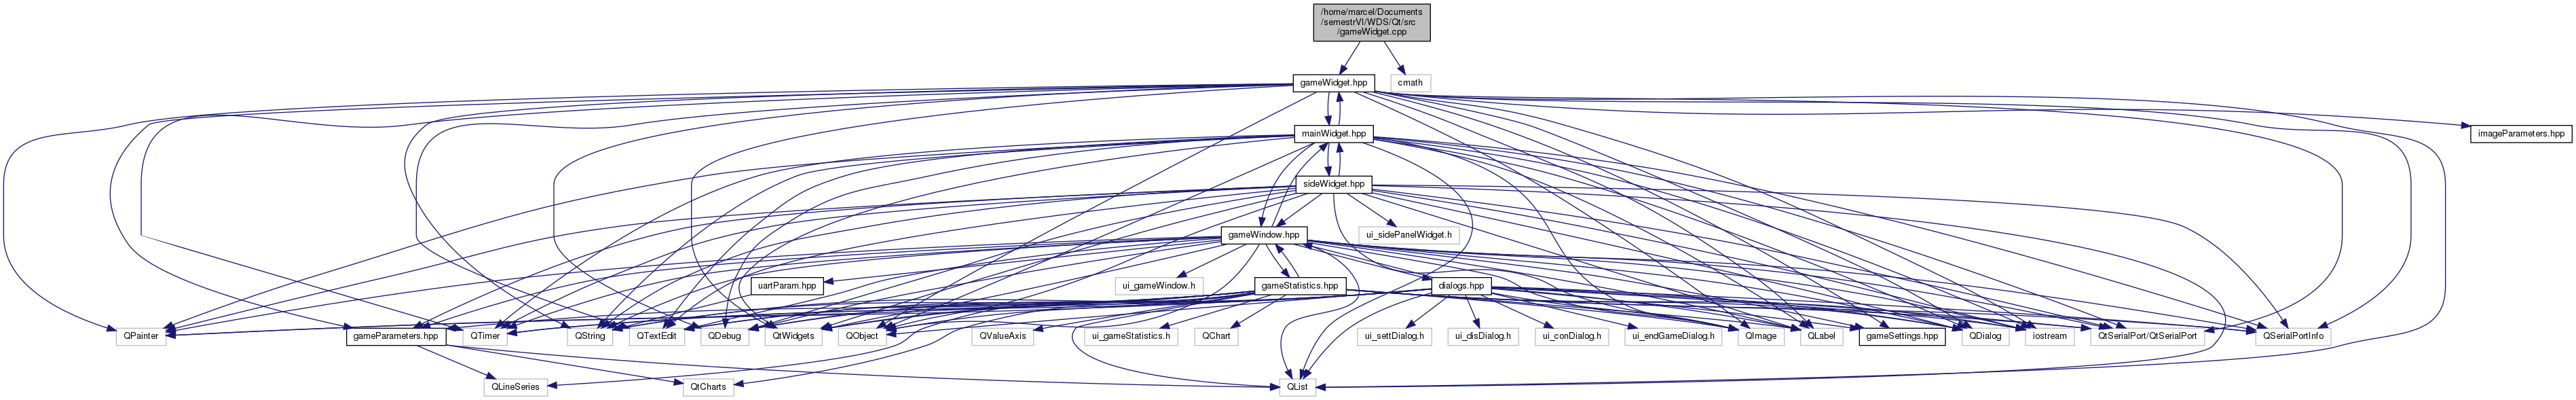 /home/marcel/Documents
/semestrVI/WDS/Qt/src
/gameWidget.cpp
gameWidget.hpp
cmath
mainWidget.hpp
imageParameters.hpp
sideWidget.hpp
gameWindow.hpp
ui_sidePanelWidget.h
ui_gameWindow.h
uartParam.hpp
gameStatistics.hpp
dialogs.hpp
QPainter
gameParameters.hpp
QTimer
QString
QTextEdit
QDebug
QtWidgets
QObject
QValueAxis
ui_gameStatistics.h
QChart
ui_settDialog.h
ui_disDialog.h
ui_conDialog.h
ui_endGameDialog.h
QImage
QLabel
gameSettings.hpp
QDialog
iostream
QtSerialPort/QtSerialPort
QSerialPortInfo
QLineSeries
QtCharts
QList